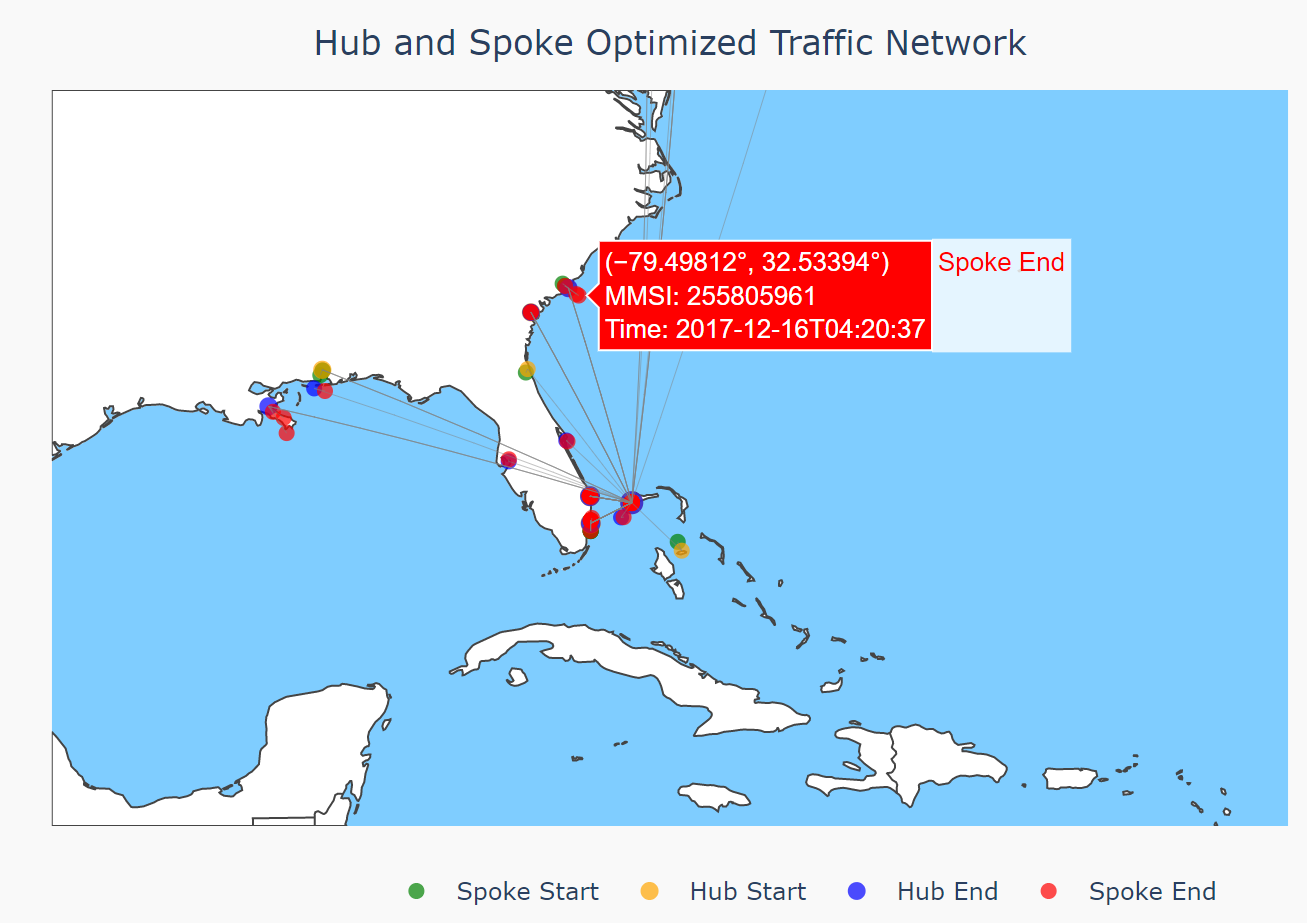 Hub and Spoke Optimized Traffic Network
(−79.49812°, 32.53394°)
Spoke End
MMSI: 255805961
Time: 2017-12-16T04:20:37
Spoke Start
Hub Start
Hub End
Spoke End